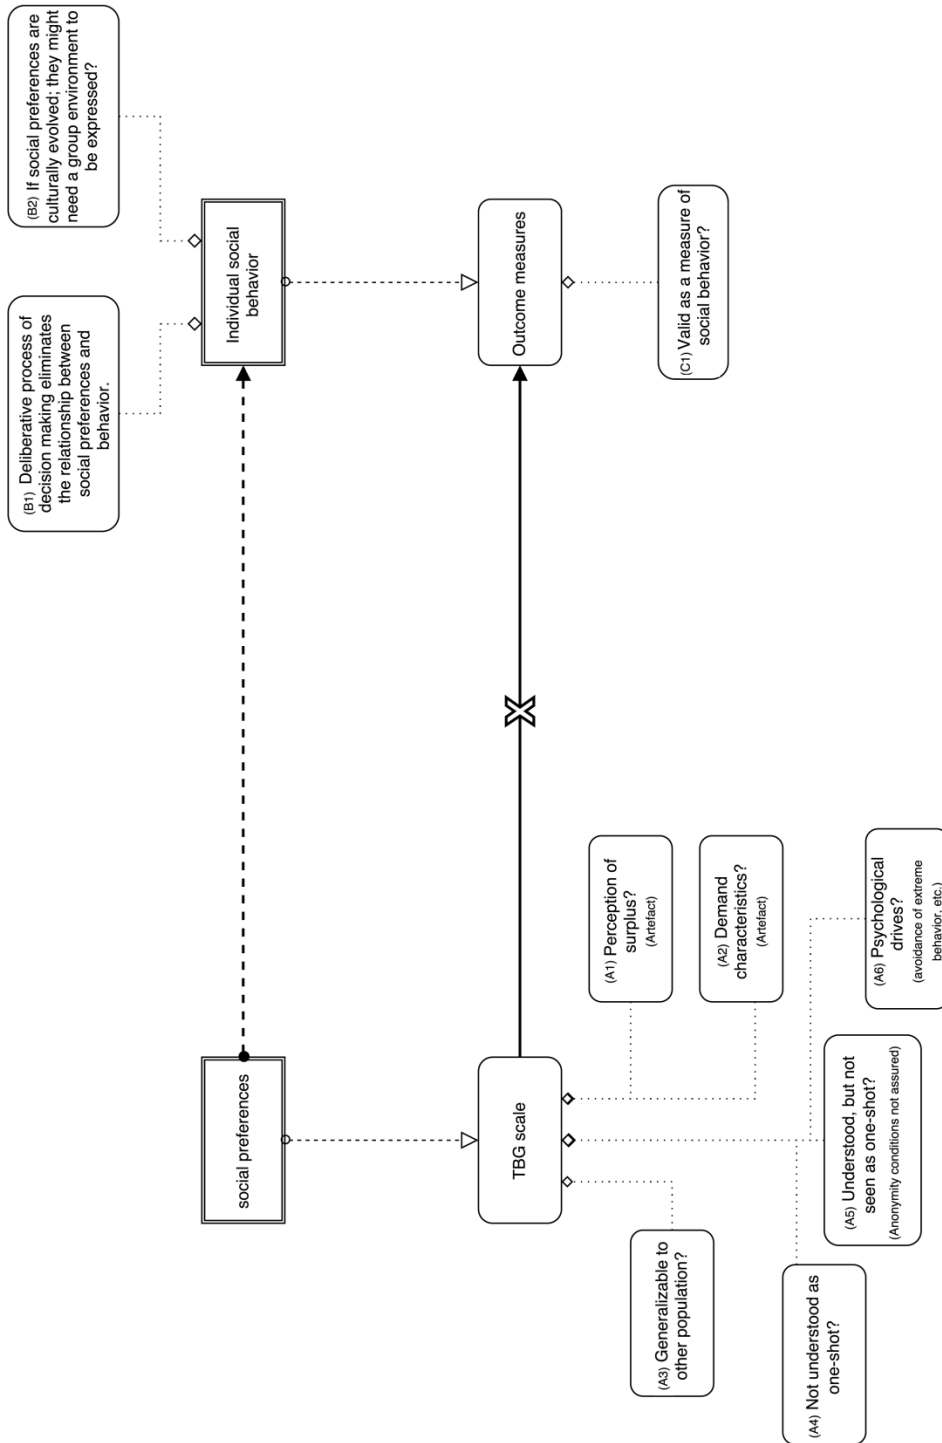 (B1) Deliberative process of
decision making eliminates
the relationship between
social preferences and
behavior.
(B2) If social preferences are
culturally evolved; they might
need a group environment to
be expressed?
social preferences
Individual social
behavior
TBG scale
Outcome measures
(A3) Generalizable to
other population?
(A1) Perception of
surplus?
(Artefact)
(C1) Valid as a measure of
social behavior?
(A2) Demand
characteristics?
(Artefact)
(A4) Not understood as
one-shot?
(A5) Understood, but not
seen as one-shot?
(Anonymity conditions not assured)
(A6) Psychological
drives?
(avoidance of extreme
behavior, etc.)